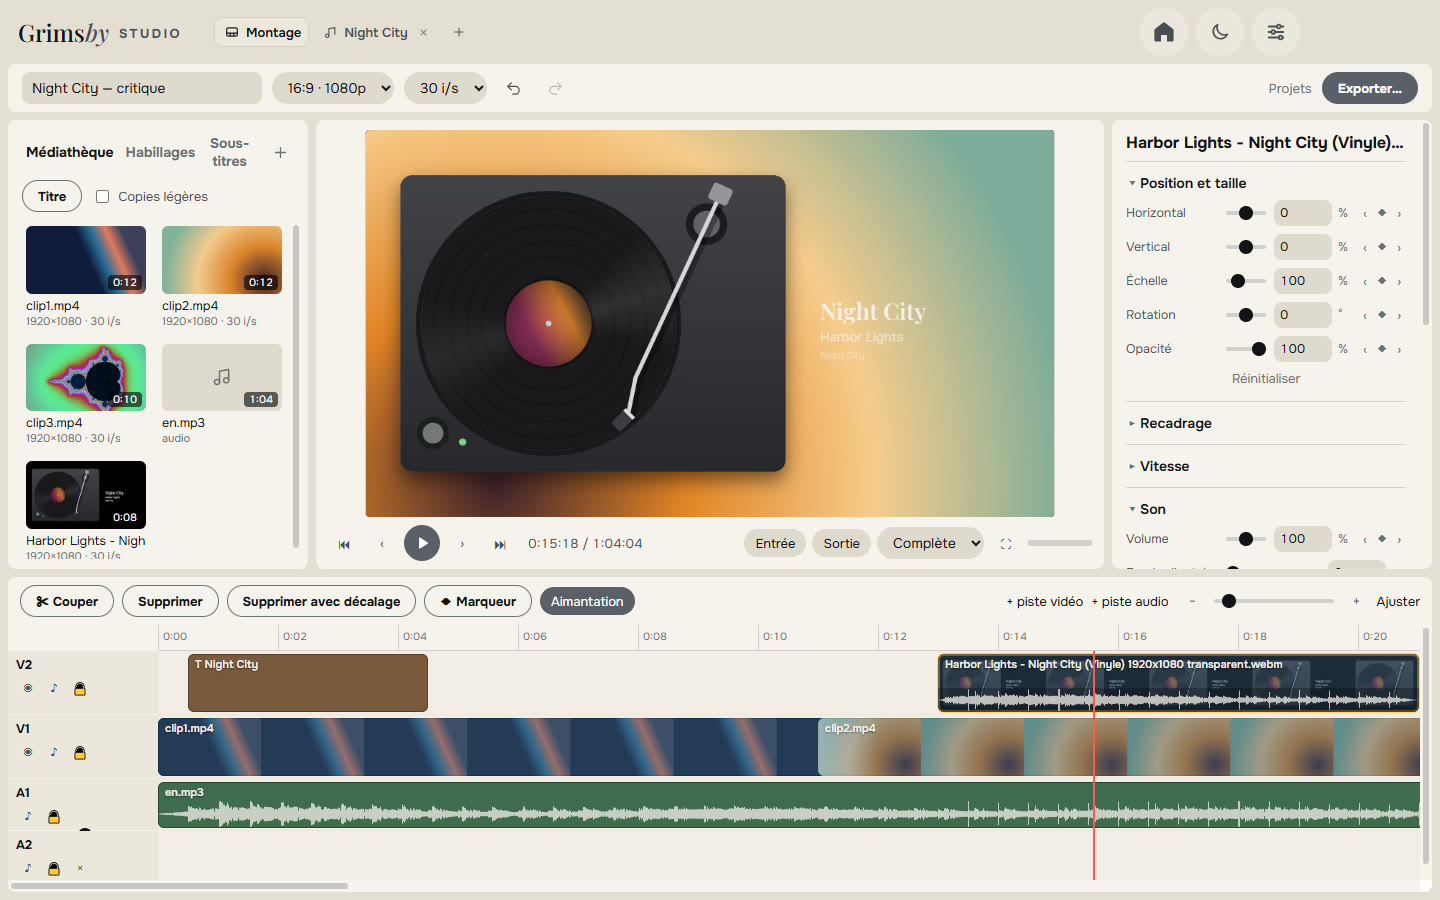 Grimsby STUDIO
Montage
Night City ×
+
Night City — critique
16:9 · 1080p
30 i/s
Projets
Exporter...
Médiathèque
Habillages
Sous-
titres
+
Titre
Copies légères
0:12
clip1.mp4
1920×1080 · 30 i/s
0:12
clip2.mp4
1920×1080 · 30 i/s
0:10
clip3.mp4
1920×1080 · 30 i/s
1:04
en.mp3
audio
0:08
Harbor Lights - Nigh
1920×1080 · 30 i/s
Night City
Harbor Lights
Night City
0:15:18 / 1:04:04
Entrée
Sortie
Complète
Harbor Lights - Night City (Vinyle)...
Position et taille
Horizontal 0 %
Vertical 0 %
Échelle 100 %
Rotation 0 °
Opacité 100 %
Réinitialiser
Recadrage
Vitesse
Son
Volume 100 %
Couper
Supprimer
Supprimer avec décalage
Marqueur
Aimantation
+ piste vidéo
+ piste audio
−
+
Ajuster
0:00 0:02 0:04 0:06 0:08 0:10 0:12 0:14 0:16 0:18 0:20
V2
T Night City
Harbor Lights - Night City (Vinyle) 1920x1080 transparent.webm
V1
clip1.mp4
clip2.mp4
A1
en.mp3
A2
×